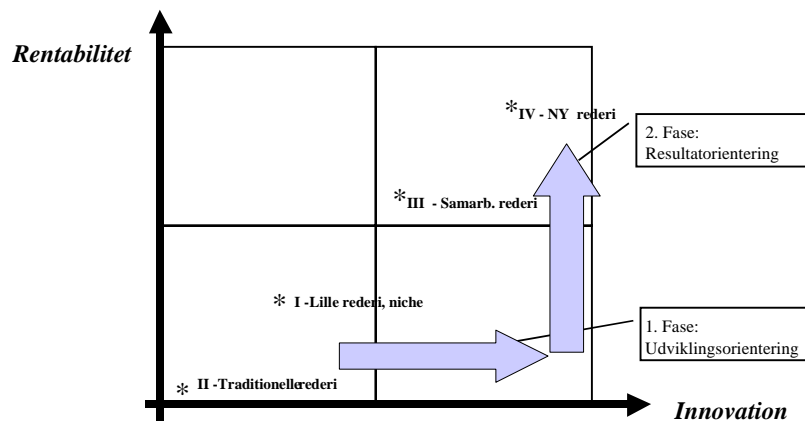 Rentabilitet
*IV - NY rederi
2. Fase:
Resultatorientering
*III - Samarb. rederi
* I -Lille rederi, niche
1. Fase:
Udviklingsorientering
* II -Traditionellerederi
Innovation